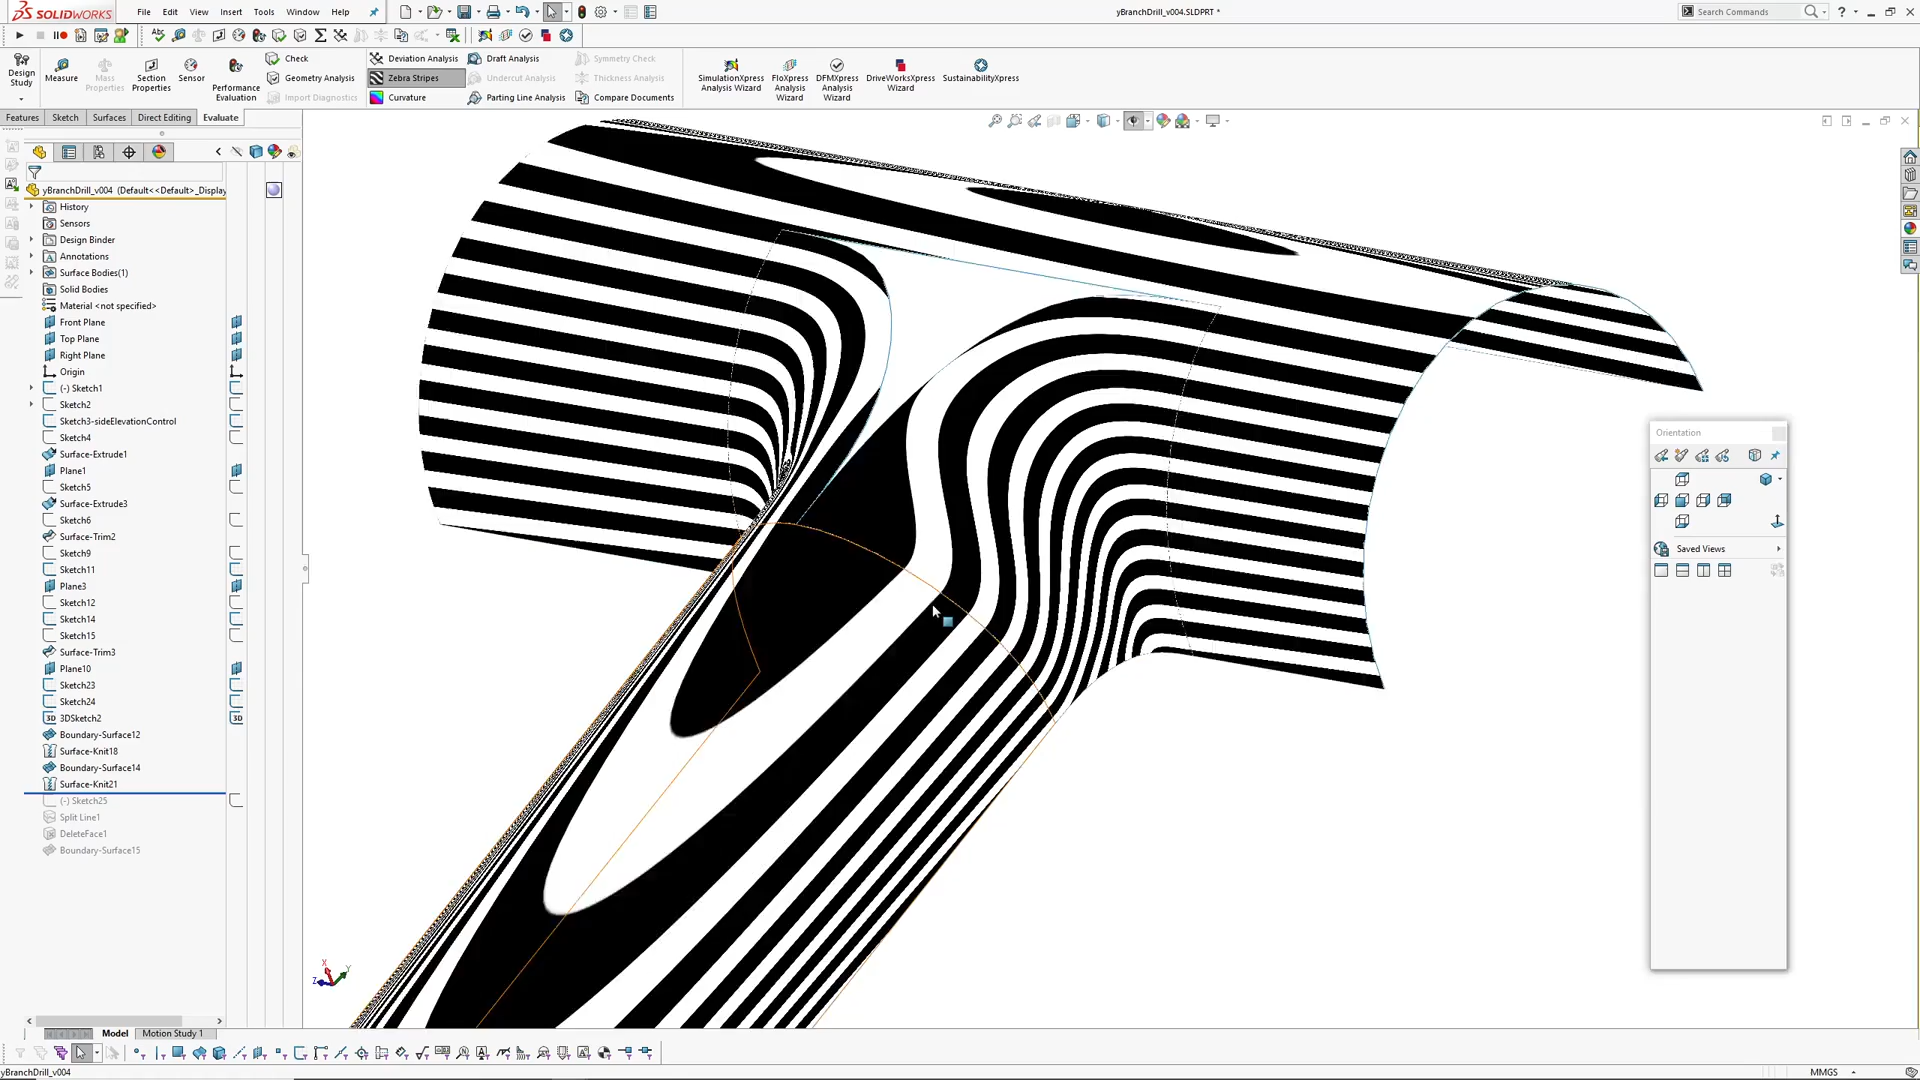 SOLIDWORKS
File Edit View Insert Tools Window Help
yBranchDrill_v004.SLDPRT *
Search Commands
Design Study
Measure
Mass Properties
Section Properties
Sensor
Performance Evaluation
Check
Geometry Analysis
Import Diagnostics
Deviation Analysis
Zebra Stripes
Curvature
Draft Analysis
Undercut Analysis
Parting Line Analysis
Symmetry Check
Thickness Analysis
Compare Documents
SimulationXpress Analysis Wizard
FloXpress Analysis Wizard
DFMXpress Analysis Wizard
DriveWorksXpress Wizard
SustainabilityXpress
Features Sketch Surfaces Direct Editing Evaluate
yBranchDrill_v004 (Default<<Default>_Display
History
Sensors
Design Binder
Annotations
Surface Bodies(1)
Solid Bodies
Material <not specified>
Front Plane
Top Plane
Right Plane
Origin
(-) Sketch1
Sketch2
Sketch3-sideElevationControl
Sketch4
Surface-Extrude1
Plane1
Sketch5
Surface-Extrude3
Sketch6
Surface-Trim2
Sketch9
Sketch11
Plane3
Sketch12
Sketch14
Sketch15
Surface-Trim3
Plane10
Sketch23
Sketch24
3D 3DSketch2 3D
Boundary-Surface12
Surface-Knit18
Boundary-Surface14
Surface-Knit21
(-) Sketch25
Split Line1
DeleteFace1
Boundary-Surface15
Orientation
Saved Views
X Y Z
Model Motion Study 1
yBranchDrill_v004
MMGS